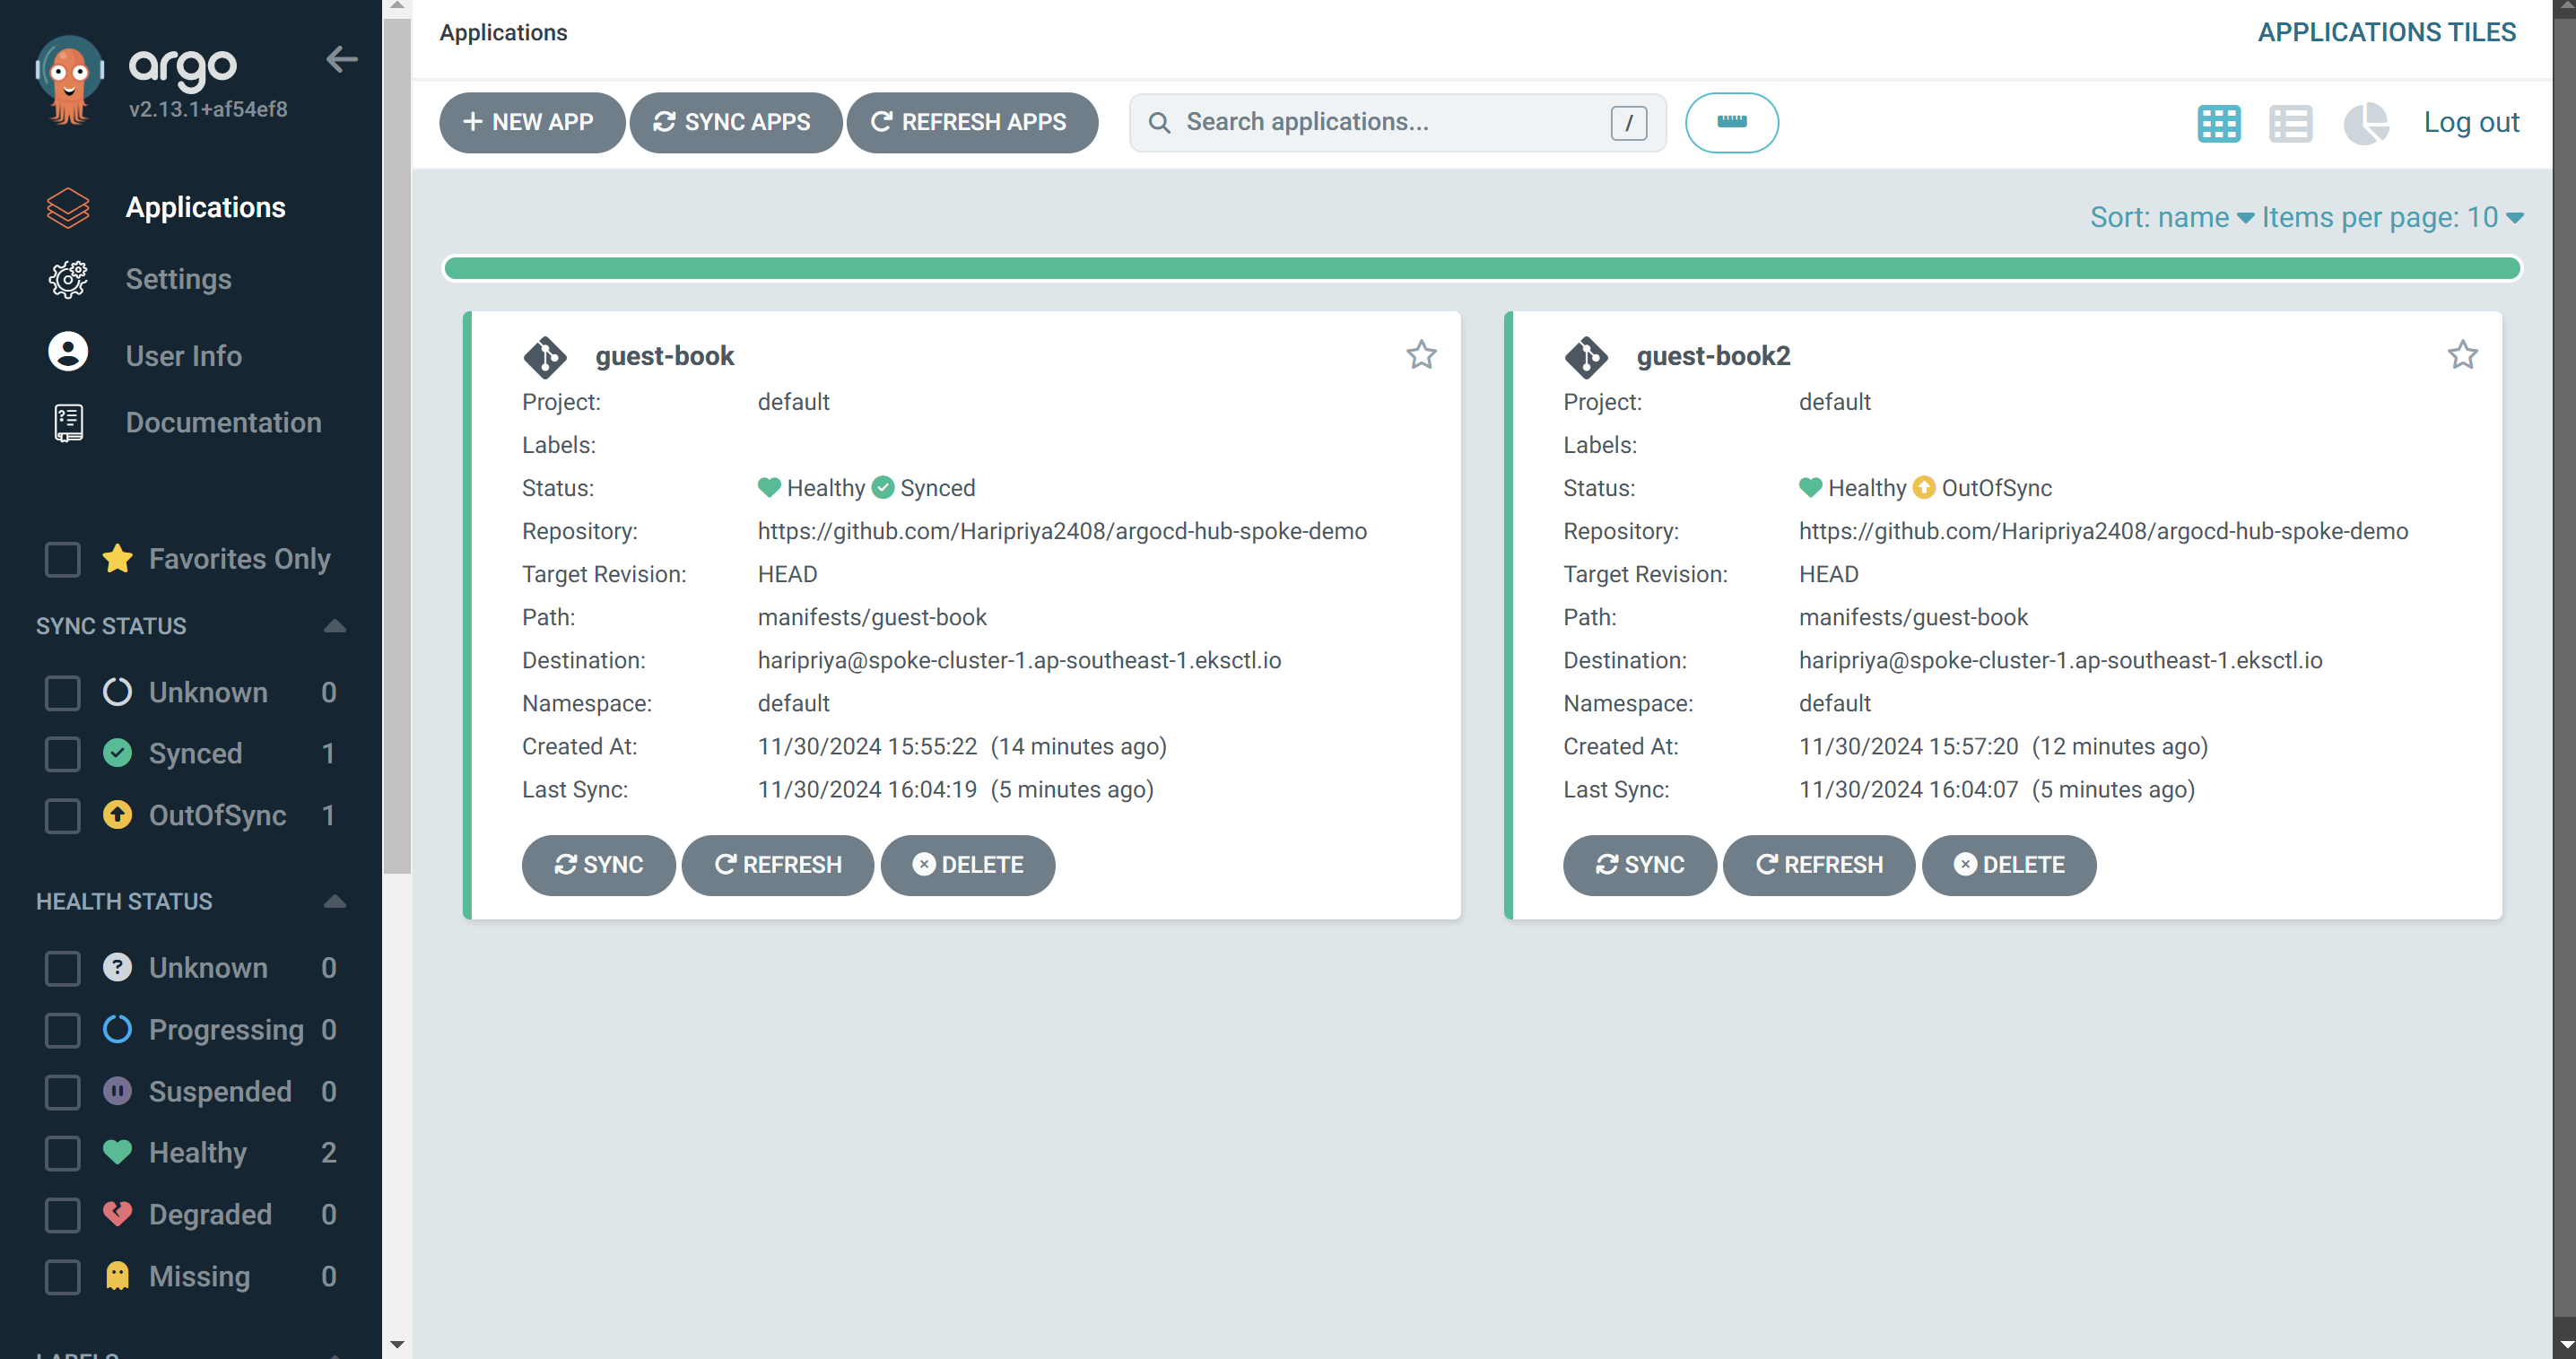 argo
v2.13.1+af54ef8
Applications
Settings
User Info
Documentation
Favorites Only
SYNC STATUS
Unknown 0
Synced 1
OutOfSync 1
HEALTH STATUS
Unknown 0
Progressing 0
Suspended 0
Healthy 2
Degraded 0
Missing 0
LABELS
Applications
APPLICATIONS TILES
NEW APP SYNC APPS REFRESH APPS Search applications... / Log out
Sort: name Items per page: 10
guest-book
Project: default
Labels:
Status: Healthy Synced
Repository: https://github.com/Haripriya2408/argocd-hub-spoke-demo
Target Revision: HEAD
Path: manifests/guest-book
Destination: haripriya@spoke-cluster-1.ap-southeast-1.eksctl.io
Namespace: default
Created At: 11/30/2024 15:55:22 (14 minutes ago)
Last Sync: 11/30/2024 16:04:19 (5 minutes ago)
SYNC REFRESH DELETE
guest-book2
Project: default
Labels:
Status: Healthy OutOfSync
Repository: https://github.com/Haripriya2408/argocd-hub-spoke-demo
Target Revision: HEAD
Path: manifests/guest-book
Destination: haripriya@spoke-cluster-1.ap-southeast-1.eksctl.io
Namespace: default
Created At: 11/30/2024 15:57:20 (12 minutes ago)
Last Sync: 11/30/2024 16:04:07 (5 minutes ago)
SYNC REFRESH DELETE